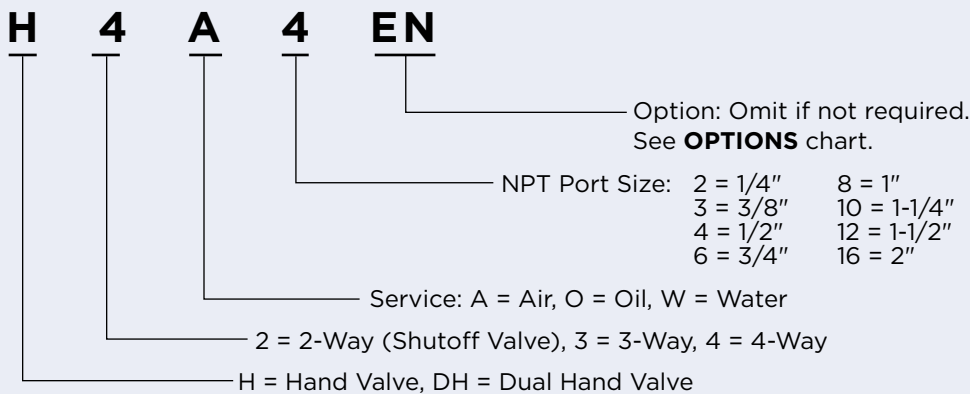 H 4 A 4 EN
Option: Omit if not required.
See OPTIONS chart.
NPT Port Size: 2 = 1/4" 8 = 1"
3 = 3/8" 10 = 1-1/4"
4 = 1/2" 12 = 1-1/2"
6 = 3/4" 16 = 2"
Service: A = Air, O = Oil, W = Water
2 = 2-Way (Shutoff Valve), 3 = 3-Way, 4 = 4-Way
H = Hand Valve, DH = Dual Hand Valve